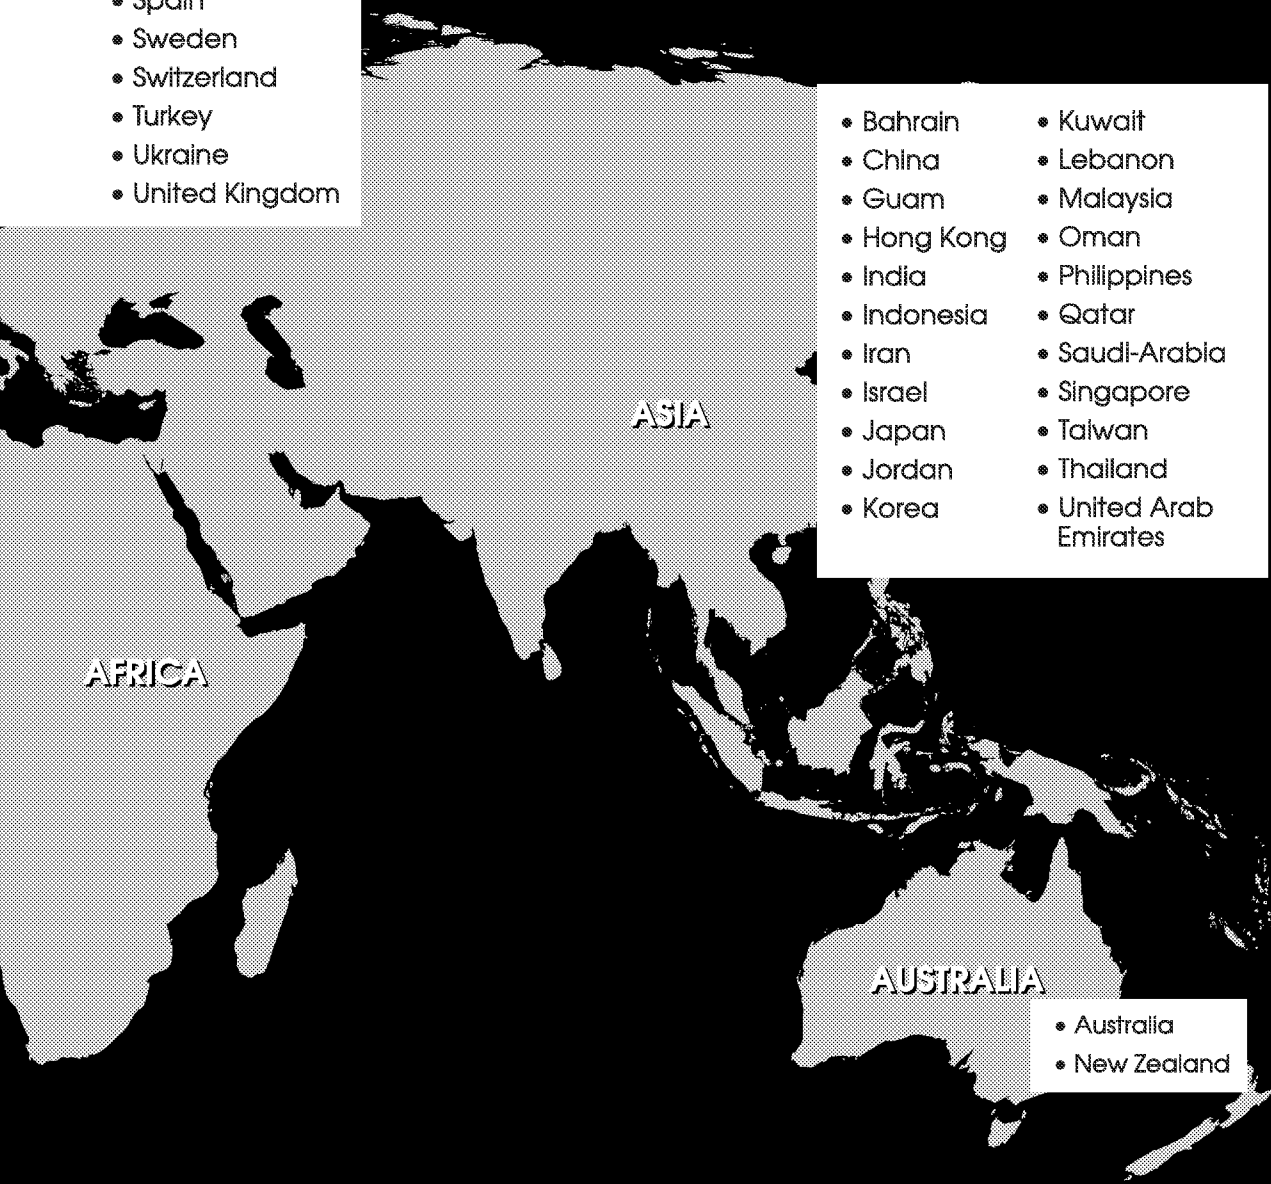 • Spain
• Sweden
• Switzerland
• Turkey
• Ukraine
• United Kingdom
• Bahrain
• China
• Guam
• Hong Kong
• India
• Indonesia
• Iran
• Israel
• Japan
• Jordan
• Korea
• Kuwait
• Lebanon
• Malaysia
• Oman
• Philippines
• Qatar
• Saudi-Arabia
• Singapore
• Taiwan
• Thailand
• United Arab
Emirates
ASIA
AFRICA
AUSTRALIA
• Australia
• New Zealand